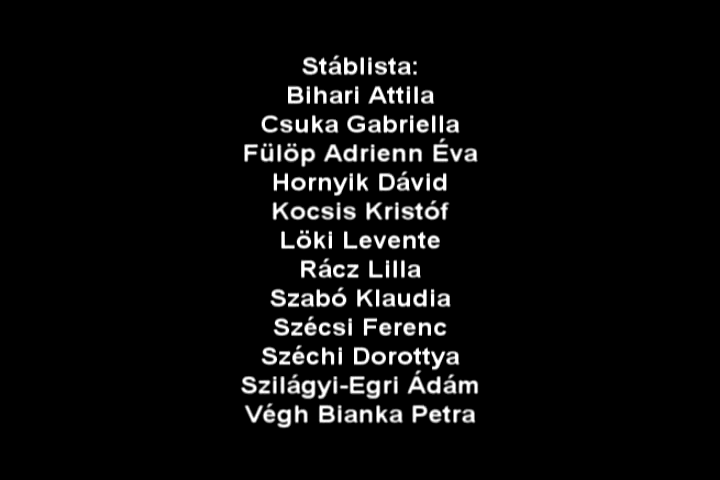 Stáblista:
Bihari Attila
Csuka Gabriella
Fülöp Adrienn Éva
Hornyik Dávid
Kocsis Kristóf
Löki Levente
Rácz Lilla
Szabó Klaudia
Szécsi Ferenc
Széchi Dorottya
Szilágyi-Egri Ádám
Végh Bianka Petra